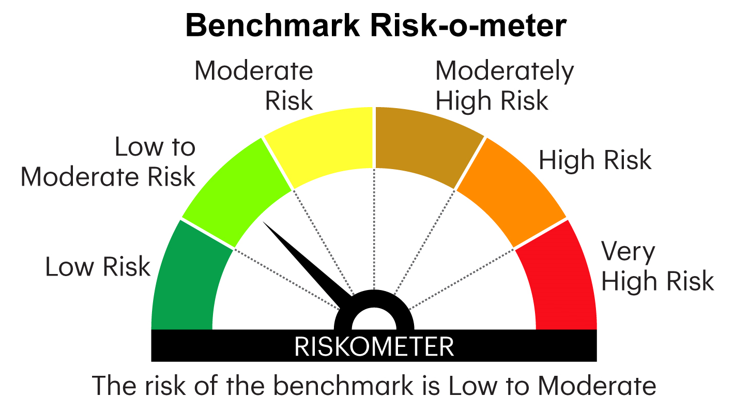 Benchmark Risk-o-meter
Moderate
Risk
Moderately
High Risk
Low to
Moderate Risk
High Risk
Low Risk
Very
High Risk
RISKOMETER
The risk of the benchmark is Low to Moderate